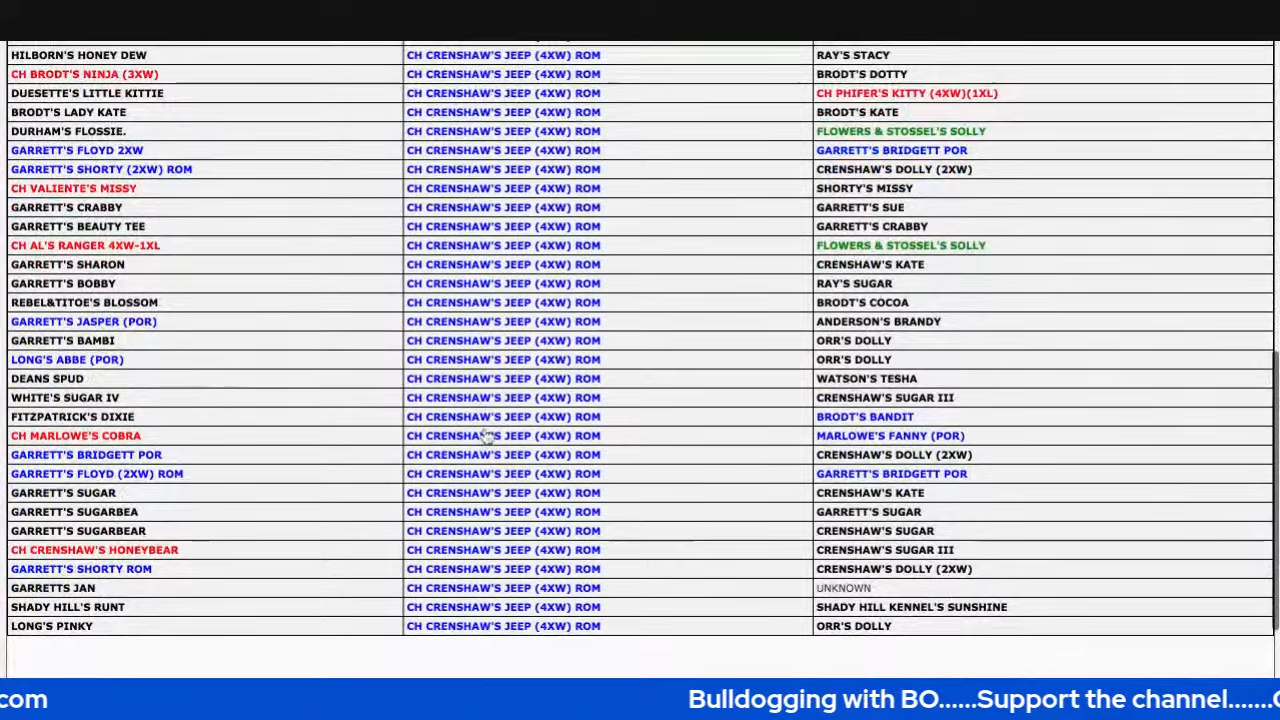 HILBORN'S HONEY DEW CH CRENSHAW'S JEEP (4XW) ROM RAY'S STACY
CH BRODT'S NINJA (3XW) CH CRENSHAW'S JEEP (4XW) ROM BRODT'S DOTTY
DUESETTE'S LITTLE KITTIE CH CRENSHAW'S JEEP (4XW) ROM CH PHIFER'S KITTY (4XW)(1XL)
BRODT'S LADY KATE CH CRENSHAW'S JEEP (4XW) ROM BRODT'S KATE
DURHAM'S FLOSSIE. CH CRENSHAW'S JEEP (4XW) ROM FLOWERS & STOSSEL'S SOLLY
GARRETT'S FLOYD 2XW CH CRENSHAW'S JEEP (4XW) ROM GARRETT'S BRIDGETT POR
GARRETT'S SHORTY (2XW) ROM CH CRENSHAW'S JEEP (4XW) ROM CRENSHAW'S DOLLY (2XW)
CH VALIENTE'S MISSY CH CRENSHAW'S JEEP (4XW) ROM SHORTY'S MISSY
GARRETT'S CRABBY CH CRENSHAW'S JEEP (4XW) ROM GARRETT'S SUE
GARRETT'S BEAUTY TEE CH CRENSHAW'S JEEP (4XW) ROM GARRETT'S CRABBY
CH AL'S RANGER 4XW-1XL CH CRENSHAW'S JEEP (4XW) ROM FLOWERS & STOSSEL'S SOLLY
GARRETT'S SHARON CH CRENSHAW'S JEEP (4XW) ROM CRENSHAW'S KATE
GARRETT'S BOBBY CH CRENSHAW'S JEEP (4XW) ROM RAY'S SUGAR
REBEL&TITOE'S BLOSSOM CH CRENSHAW'S JEEP (4XW) ROM BRODT'S COCOA
GARRETT'S JASPER (POR) CH CRENSHAW'S JEEP (4XW) ROM ANDERSON'S BRANDY
GARRETT'S BAMBI CH CRENSHAW'S JEEP (4XW) ROM ORR'S DOLLY
LONG'S ABBE (POR) CH CRENSHAW'S JEEP (4XW) ROM ORR'S DOLLY
DEANS SPUD CH CRENSHAW'S JEEP (4XW) ROM WATSON'S TESHA
WHITE'S SUGAR IV CH CRENSHAW'S JEEP (4XW) ROM CRENSHAW'S SUGAR III
FITZPATRICK'S DIXIE CH CRENSHAW'S JEEP (4XW) ROM BRODT'S BANDIT
CH MARLOWE'S COBRA CH CRENSHAW'S JEEP (4XW) ROM MARLOWE'S FANNY (POR)
GARRETT'S BRIDGETT POR CH CRENSHAW'S JEEP (4XW) ROM CRENSHAW'S DOLLY (2XW)
GARRETT'S FLOYD (2XW) ROM CH CRENSHAW'S JEEP (4XW) ROM GARRETT'S BRIDGETT POR
GARRETT'S SUGAR CH CRENSHAW'S JEEP (4XW) ROM CRENSHAW'S KATE
GARRETT'S SUGARBEA CH CRENSHAW'S JEEP (4XW) ROM GARRETT'S SUGAR
GARRETT'S SUGARBEAR CH CRENSHAW'S JEEP (4XW) ROM CRENSHAW'S SUGAR
CH CRENSHAW'S HONEYBEAR CH CRENSHAW'S JEEP (4XW) ROM CRENSHAW'S SUGAR III
GARRETT'S SHORTY ROM CH CRENSHAW'S JEEP (4XW) ROM CRENSHAW'S DOLLY (2XW)
GARRETTS JAN CH CRENSHAW'S JEEP (4XW) ROM UNKNOWN
SHADY HILL'S RUNT CH CRENSHAW'S JEEP (4XW) ROM SHADY HILL KENNEL'S SUNSHINE
LONG'S PINKY CH CRENSHAW'S JEEP (4XW) ROM ORR'S DOLLY
com Bulldogging with BO......Support the channel.......